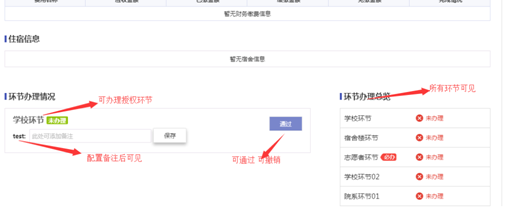 暂无财务缴费信息
住宿信息
暂无宿舍信息
环节办理情况
可办理授权环节
学校环节 未办理
test: 此处可添加备注 保存
通过
配置备注后可见
可通过 可撤销
环节办理总览
所有环节可见
学校环节 未办理
宿舍楼环节 未办理
志愿者环节 必办 未办理
学校环节02 未办理
院系环节01 未办理